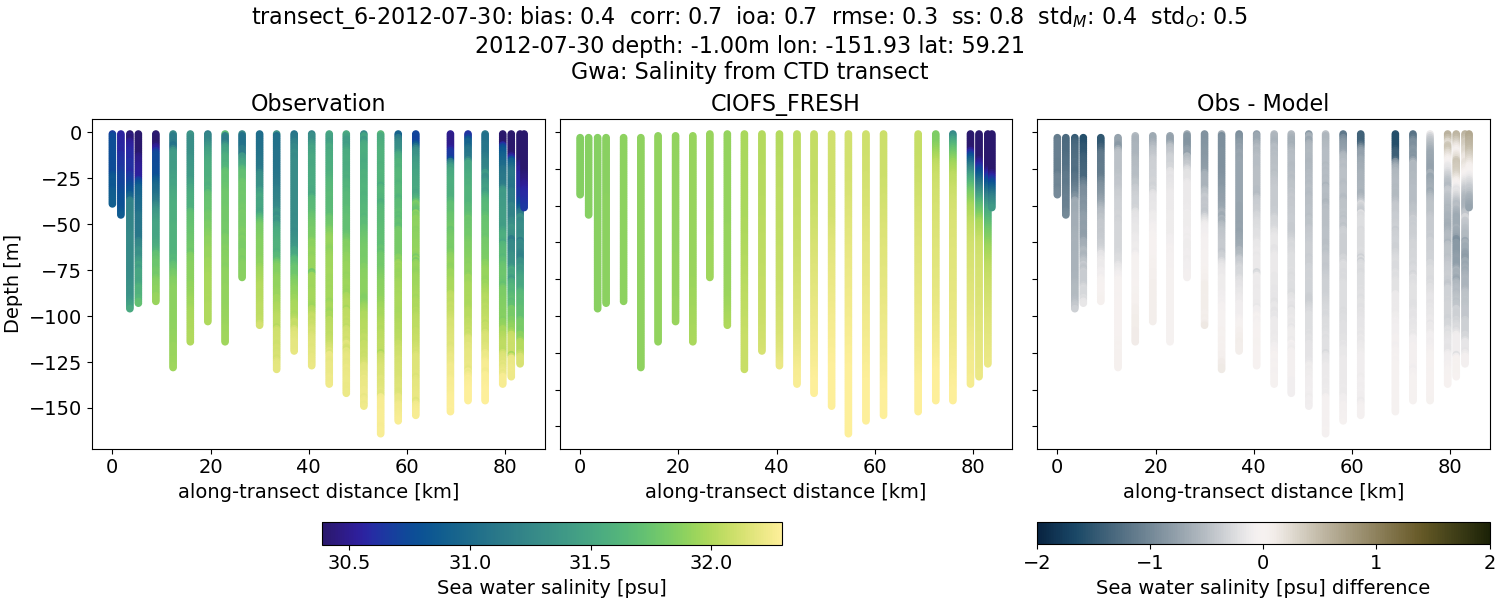 transect_6-2012-07-30: bias: 0.4  corr: 0.7  ioa: 0.7  rmse: 0.3  ss: 0.8  std_M: 0.4  std_O: 0.5
2012-07-30 depth: -1.00m lon: -151.93 lat: 59.21
Gwa: Salinity from CTD transect
Observation
CIOFS_FRESH
Obs - Model
Depth [m]
0
−25
−50
−75
−100
−125
−150
0 20 40 60 80
0 20 40 60 80
0 20 40 60 80
along-transect distance [km]
along-transect distance [km]
along-transect distance [km]
30.5 31.0 31.5 32.0
Sea water salinity [psu]
−2 −1 0 1 2
Sea water salinity [psu] difference